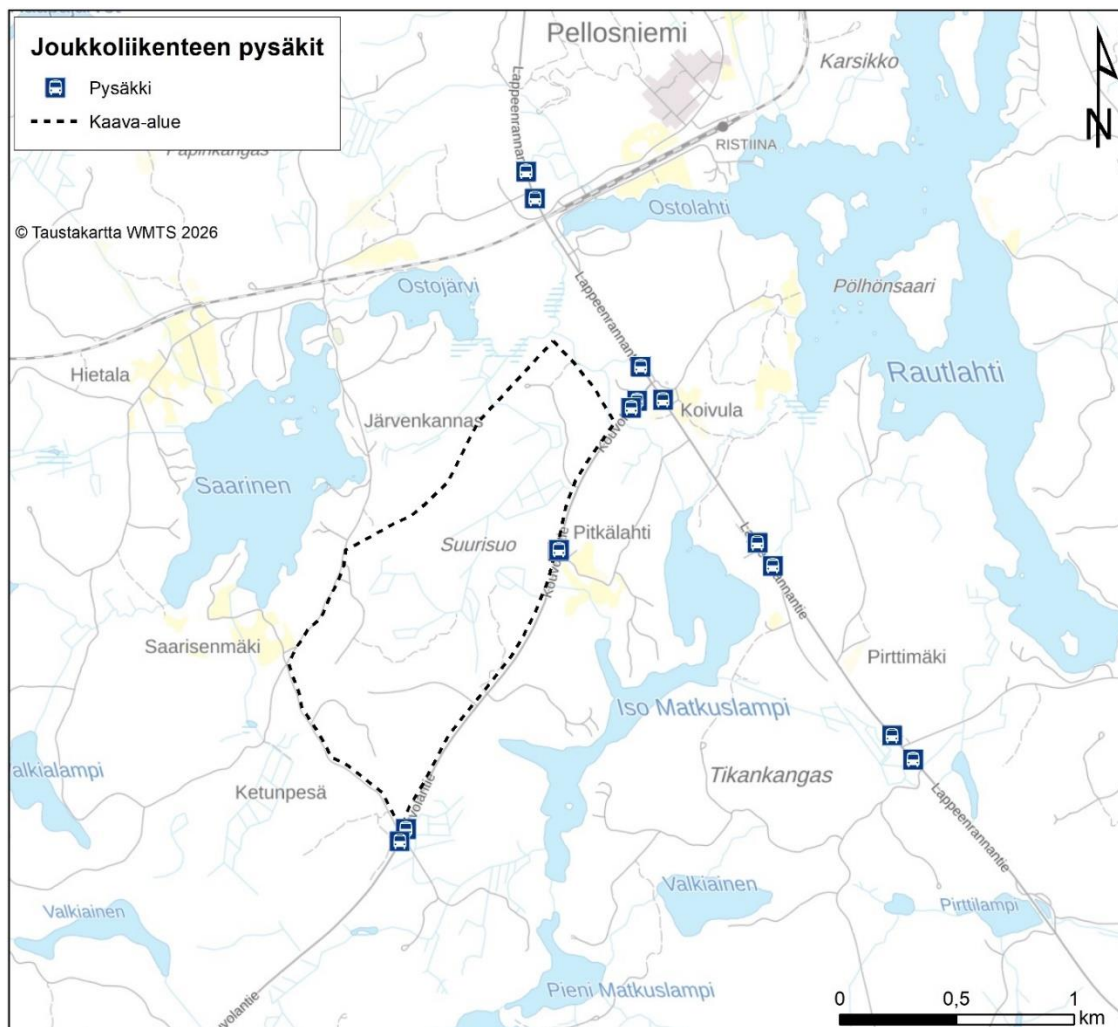 Joukkoliikenteen pysäkit
Pysäkki
Kaava-alue
© Taustakartta WMTS 2026
Pellosniemi
Karsikko
N
Lappeenrannan
RISTIINA
Ostolahti
Ostojärvi
Lappeenrannantie
Pölhönsaari
Rautlahti
Hietala
Järvenkannas
Koivula
Saarinen
Suurisuo
Pitkälahti
Saarisenmäki
Pirttimäki
Iso Matkuslampi
Tikankangas
Ketunpesä
Lappeenrannantie
Valkiainen
Valkiainen
Pirttilampi
Pieni Matkuslampi
0 0,5 1
km